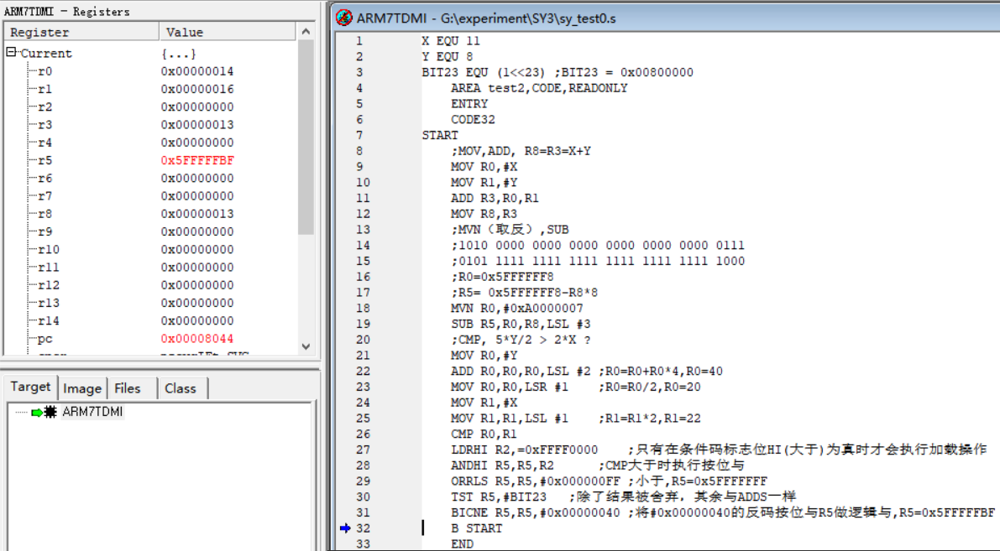 ARM7TDMI - Registers
Register Value
Current {...}
r0 0x00000014
r1 0x00000016
r2 0x00000000
r3 0x00000013
r4 0x00000000
r5 0x5FFFFFBF
r6 0x00000000
r7 0x00000000
r8 0x00000013
r9 0x00000000
r10 0x00000000
r11 0x00000000
r12 0x00000000
r13 0x00000000
r14 0x00000000
pc 0x00008044
Target Image Files Class
ARM7TDMI
ARM7TDMI - G:\experiment\SY3\sy_test0.s
1 X EQU 11
2 Y EQU 8
3 BIT23 EQU (1<<23) ;BIT23 = 0x00800000
4 AREA test2,CODE,READONLY
5 ENTRY
6 CODE32
7 START
8 ;MOV,ADD, R8=R3=X+Y
9 MOV R0,#X
10 MOV R1,#Y
11 ADD R3,R0,R1
12 MOV R8,R3
13 ;MVN（取反）,SUB
14 ;1010 0000 0000 0000 0000 0000 0000 0111
15 ;0101 1111 1111 1111 1111 1111 1111 1000
16 ;R0=0x5FFFFFF8
17 ;R5= 0x5FFFFFF8-R8*8
18 MVN R0,#0xA0000007
19 SUB R5,R0,R8,LSL #3
20 ;CMP, 5*Y/2 > 2*X ?
21 MOV R0,#Y
22 ADD R0,R0,R0,LSL #2 ;R0=R0+R0*4,R0=40
23 MOV R0,R0,LSR #1 ;R0=R0/2,R0=20
24 MOV R1,#X
25 MOV R1,R1,LSL #1 ;R1=R1*2,R1=22
26 CMP R0,R1
27 LDRHI R2,=0xFFFF0000 ;只有在条件码标志位HI(大于)为真时才会执行加载操作
28 ANDHI R5,R5,R2 ;CMP大于时执行按位与
29 ORRLS R5,R5,#0x000000FF ;小于,R5=0x5FFFFFFF
30 TST R5,#BIT23 ;除了结果被舍弃，其余与ADDS一样
31 BICNE R5,R5,#0x00000040 ;将#0x00000040的反码按位与R5做逻辑与,R5=0x5FFFFFBF
32 B START
33 END